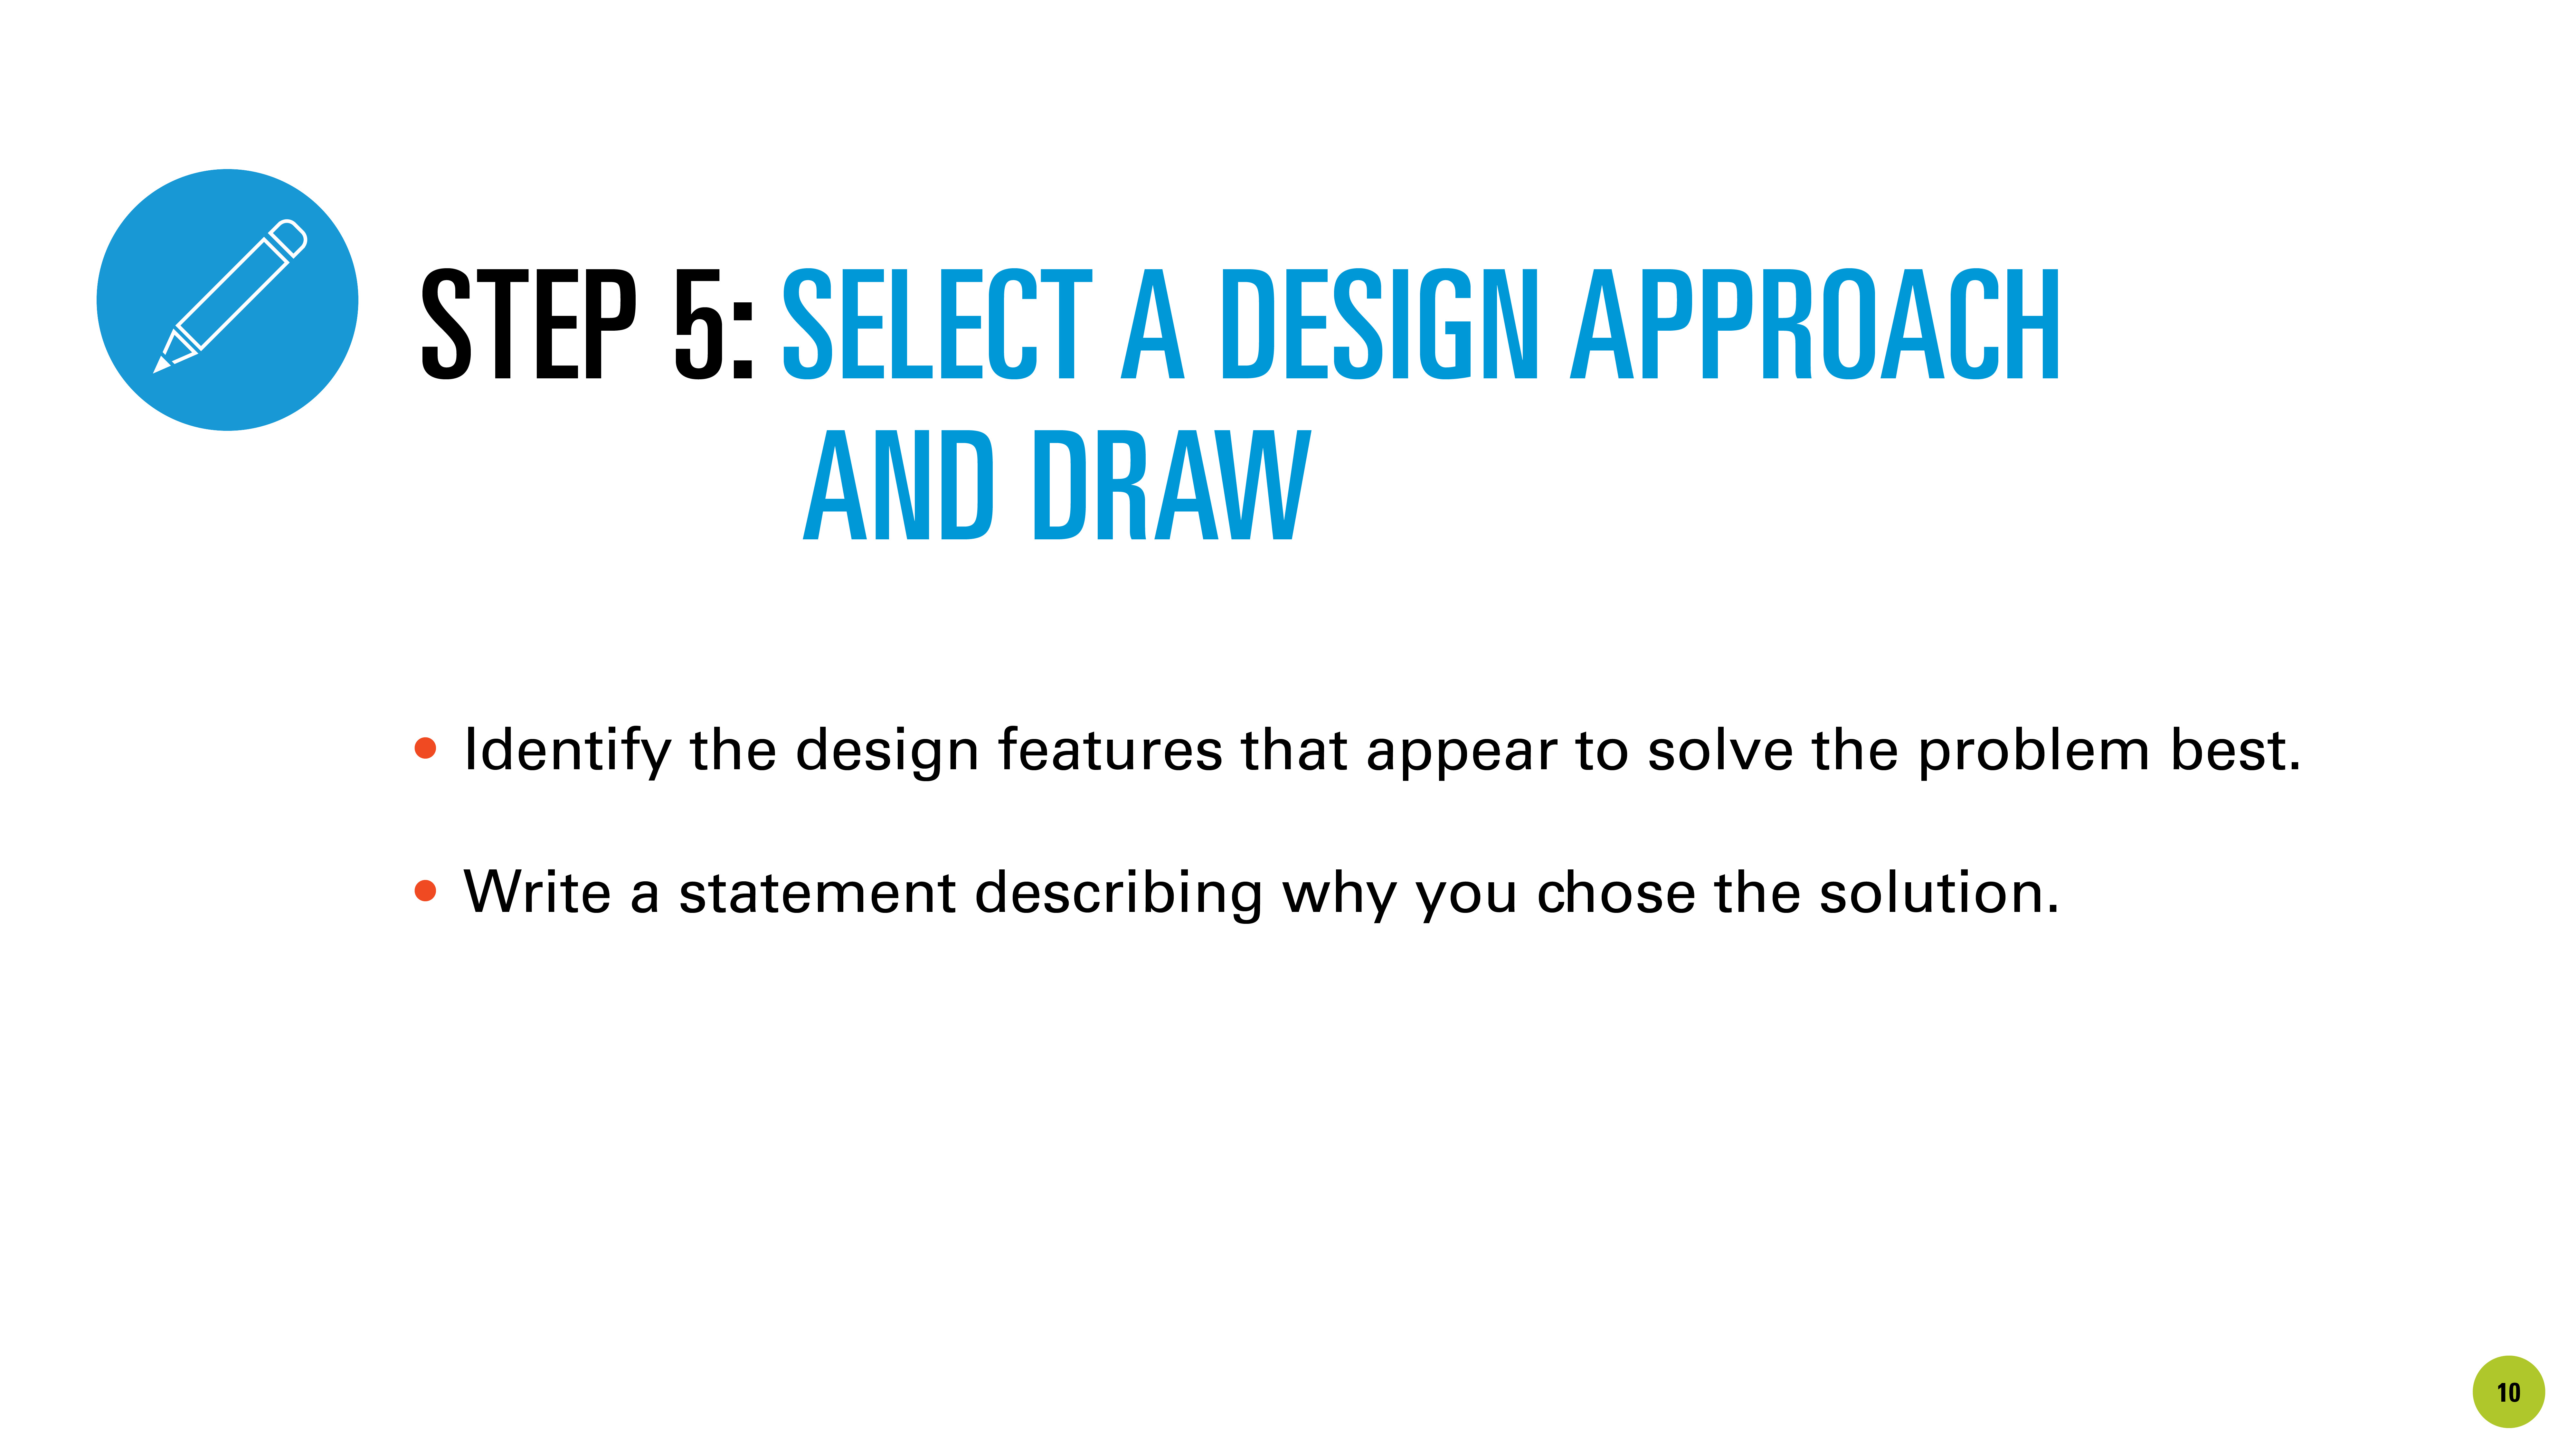 STEP 5: SELECT A DESIGN APPROACH
AND DRAW
• Identify the design features that appear to solve the problem best.
• Write a statement describing why you chose the solution.
10